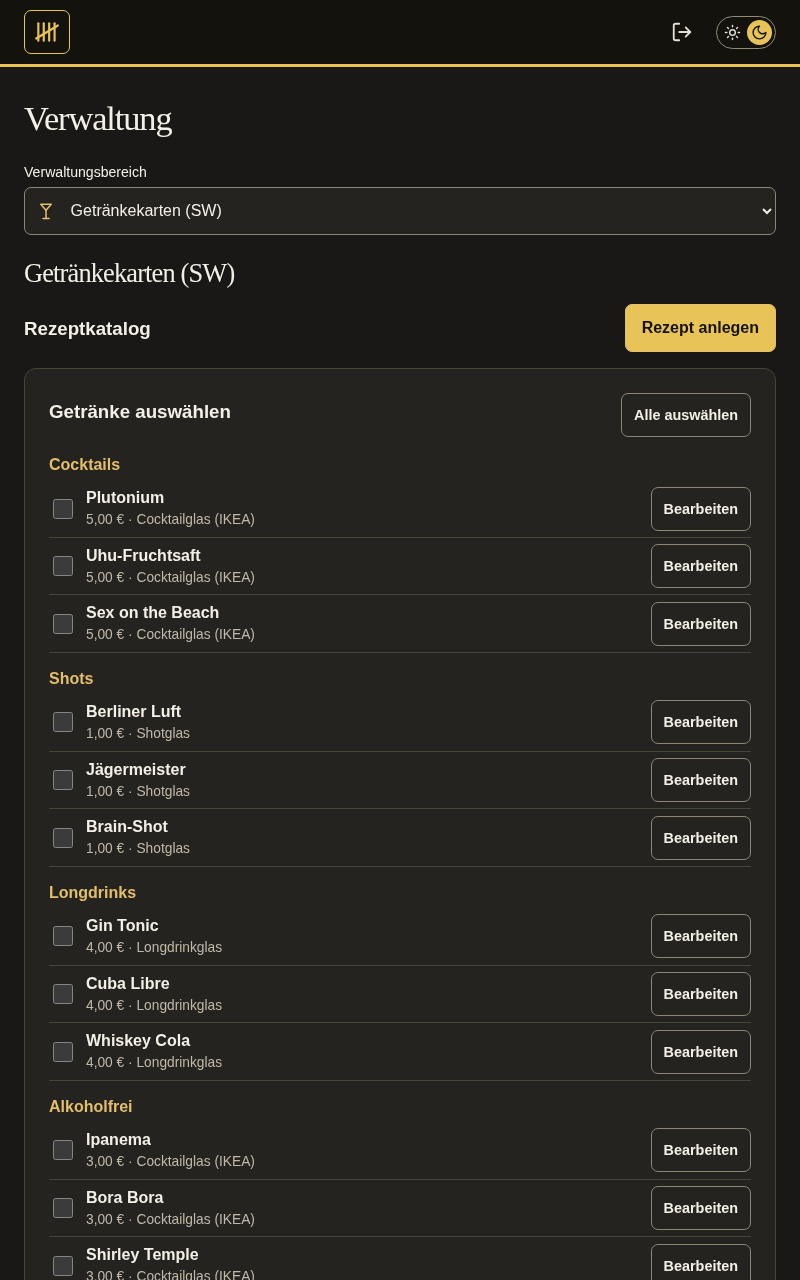 Verwaltung
Verwaltungsbereich
Getränkekarten (SW)
Getränkekarten (SW)
Rezeptkatalog
Rezept anlegen
Getränke auswählen
Alle auswählen
Cocktails
Plutonium
5,00 € · Cocktailglas (IKEA)
Bearbeiten
Uhu-Fruchtsaft
5,00 € · Cocktailglas (IKEA)
Bearbeiten
Sex on the Beach
5,00 € · Cocktailglas (IKEA)
Bearbeiten
Shots
Berliner Luft
1,00 € · Shotglas
Bearbeiten
Jägermeister
1,00 € · Shotglas
Bearbeiten
Brain-Shot
1,00 € · Shotglas
Bearbeiten
Longdrinks
Gin Tonic
4,00 € · Longdrinkglas
Bearbeiten
Cuba Libre
4,00 € · Longdrinkglas
Bearbeiten
Whiskey Cola
4,00 € · Longdrinkglas
Bearbeiten
Alkoholfrei
Ipanema
3,00 € · Cocktailglas (IKEA)
Bearbeiten
Bora Bora
3,00 € · Cocktailglas (IKEA)
Bearbeiten
Shirley Temple
3,00 € · Cocktailglas (IKEA)
Bearbeiten